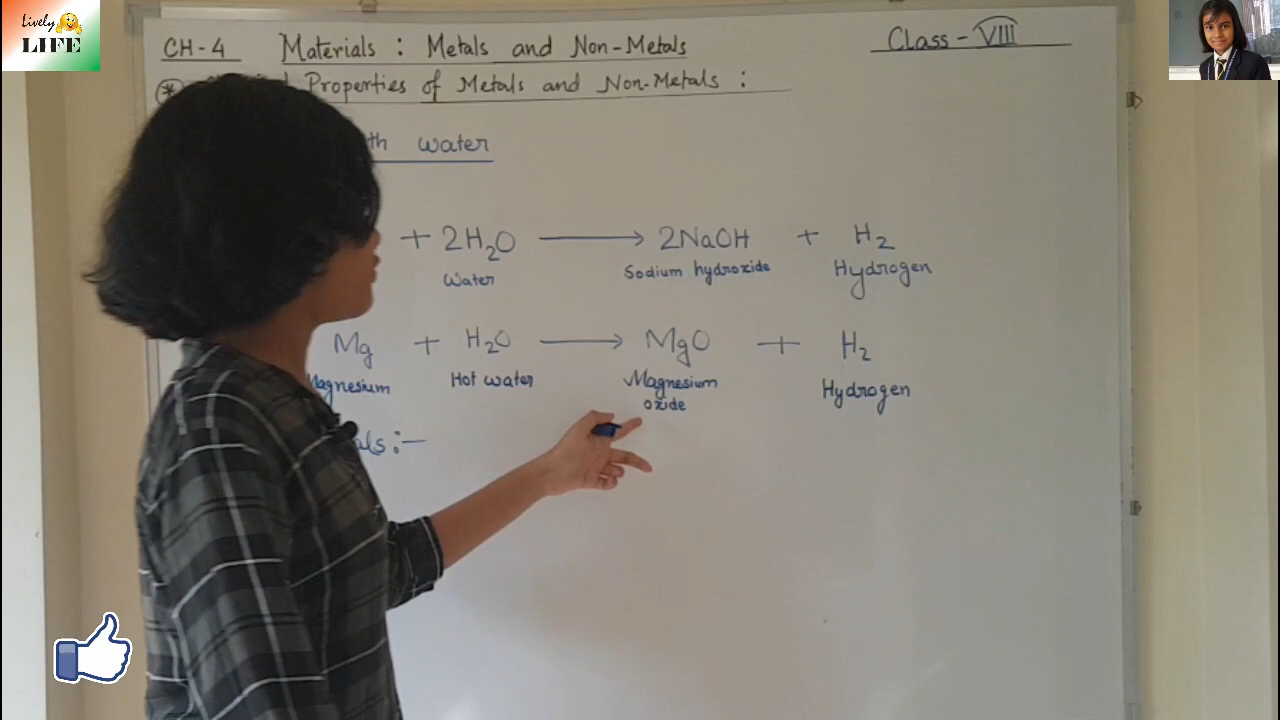 Lively
LIFE
CH-4 Materials : Metals and Non-Metals Class - VIII
Properties of Metals and Non-Metals :
water
+ 2H₂O → 2NaOH + H₂
Water Sodium hydroxide Hydrogen
Mg + H₂O → MgO + H₂
Magnesium Hot water Magnesium oxide Hydrogen